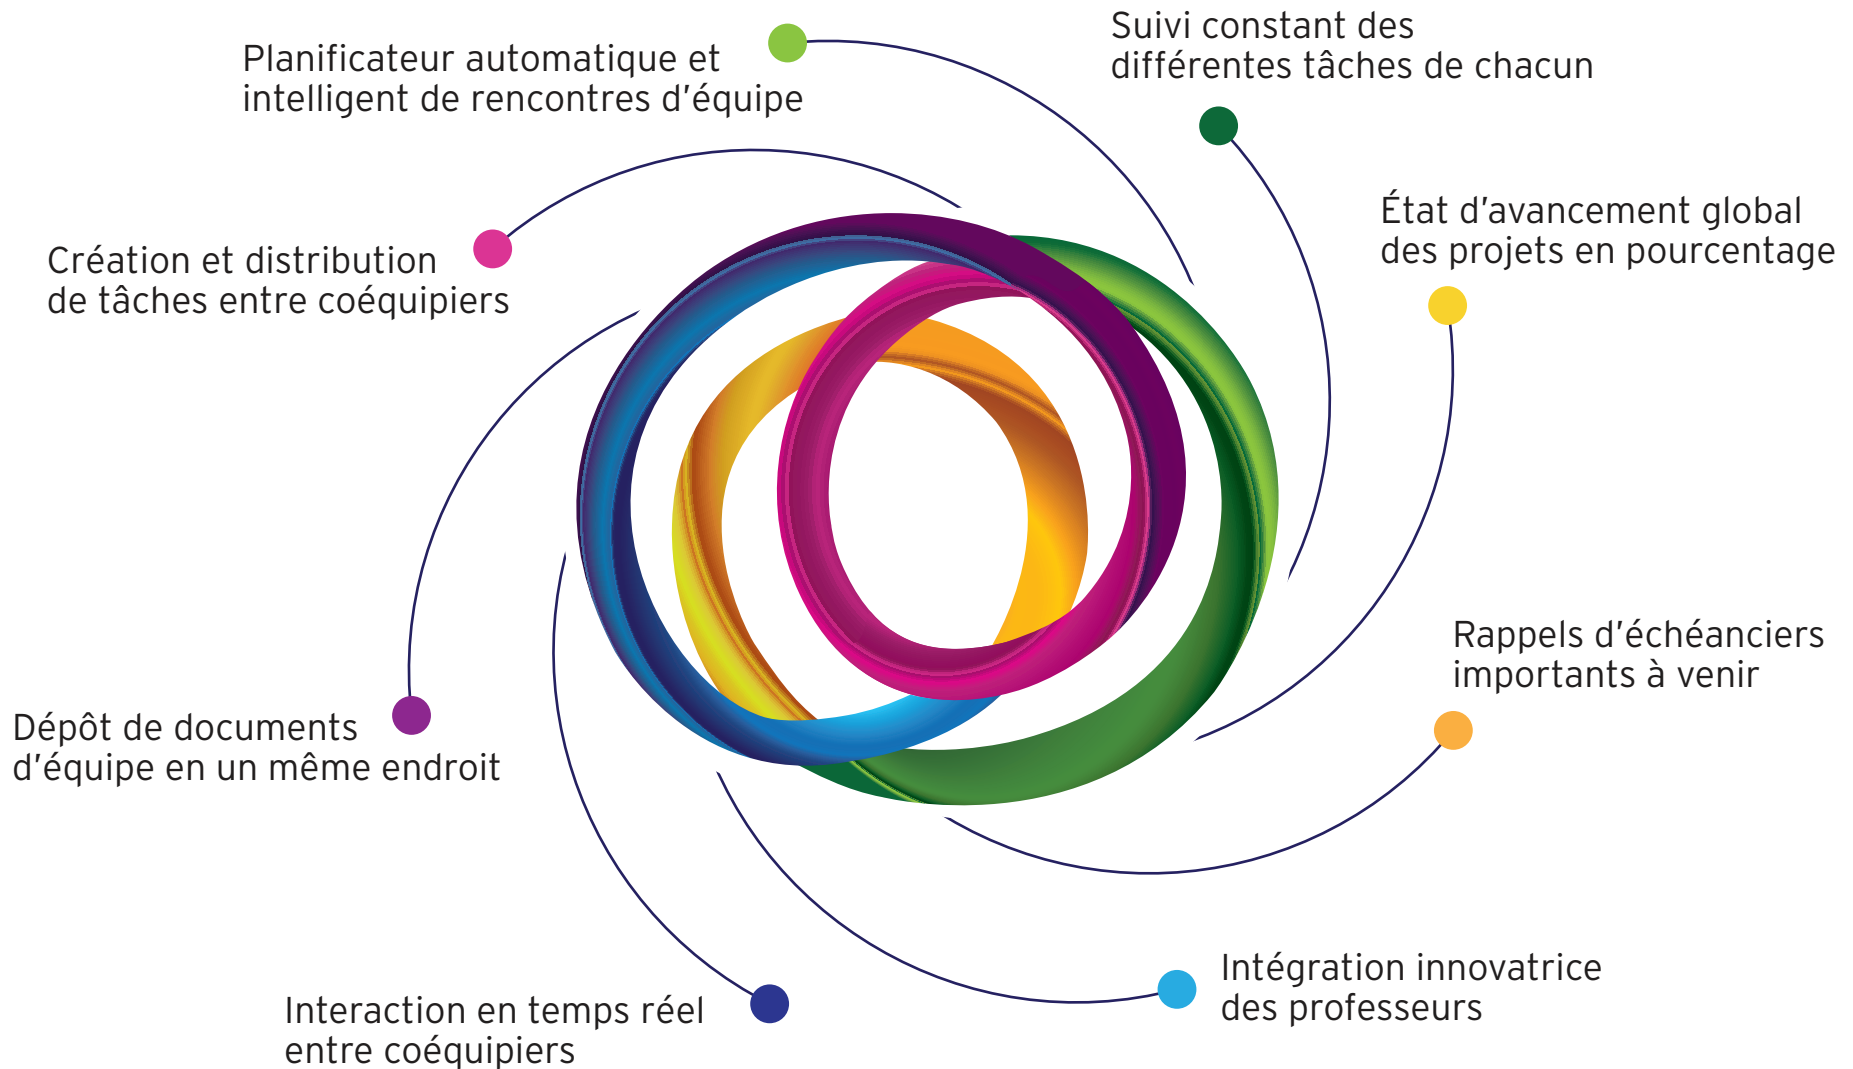 Planificateur automatique et
intelligent de rencontres d'équipe
Suivi constant des
différentes tâches de chacun
État d'avancement global
des projets en pourcentage
Création et distribution
de tâches entre coéquipiers
Rappels d'échéanciers
importants à venir
Dépôt de documents
d'équipe en un même endroit
Intégration innovatrice
des professeurs
Interaction en temps réel
entre coéquipiers